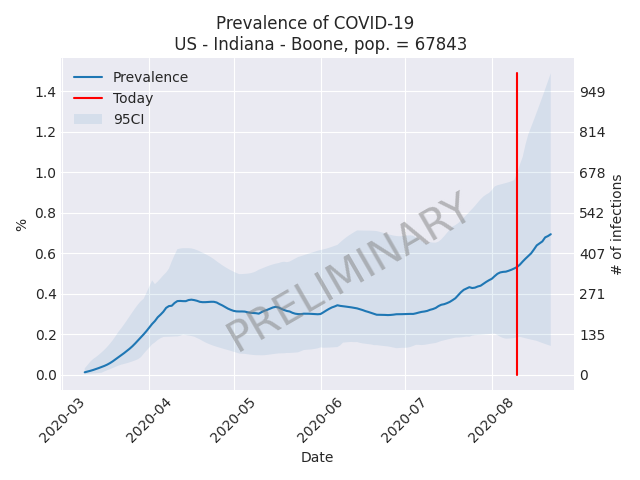 Prevalence of COVID-19
US - Indiana - Boone, pop. = 67843
Prevalence
Today
95CI
PRELIMINARY
%
1.4
1.2
1.0
0.8
0.6
0.4
0.2
0.0
949
814
678
542
407
271
135
0
# of infections
2020-03
2020-04
2020-05
2020-06
2020-07
2020-08
Date